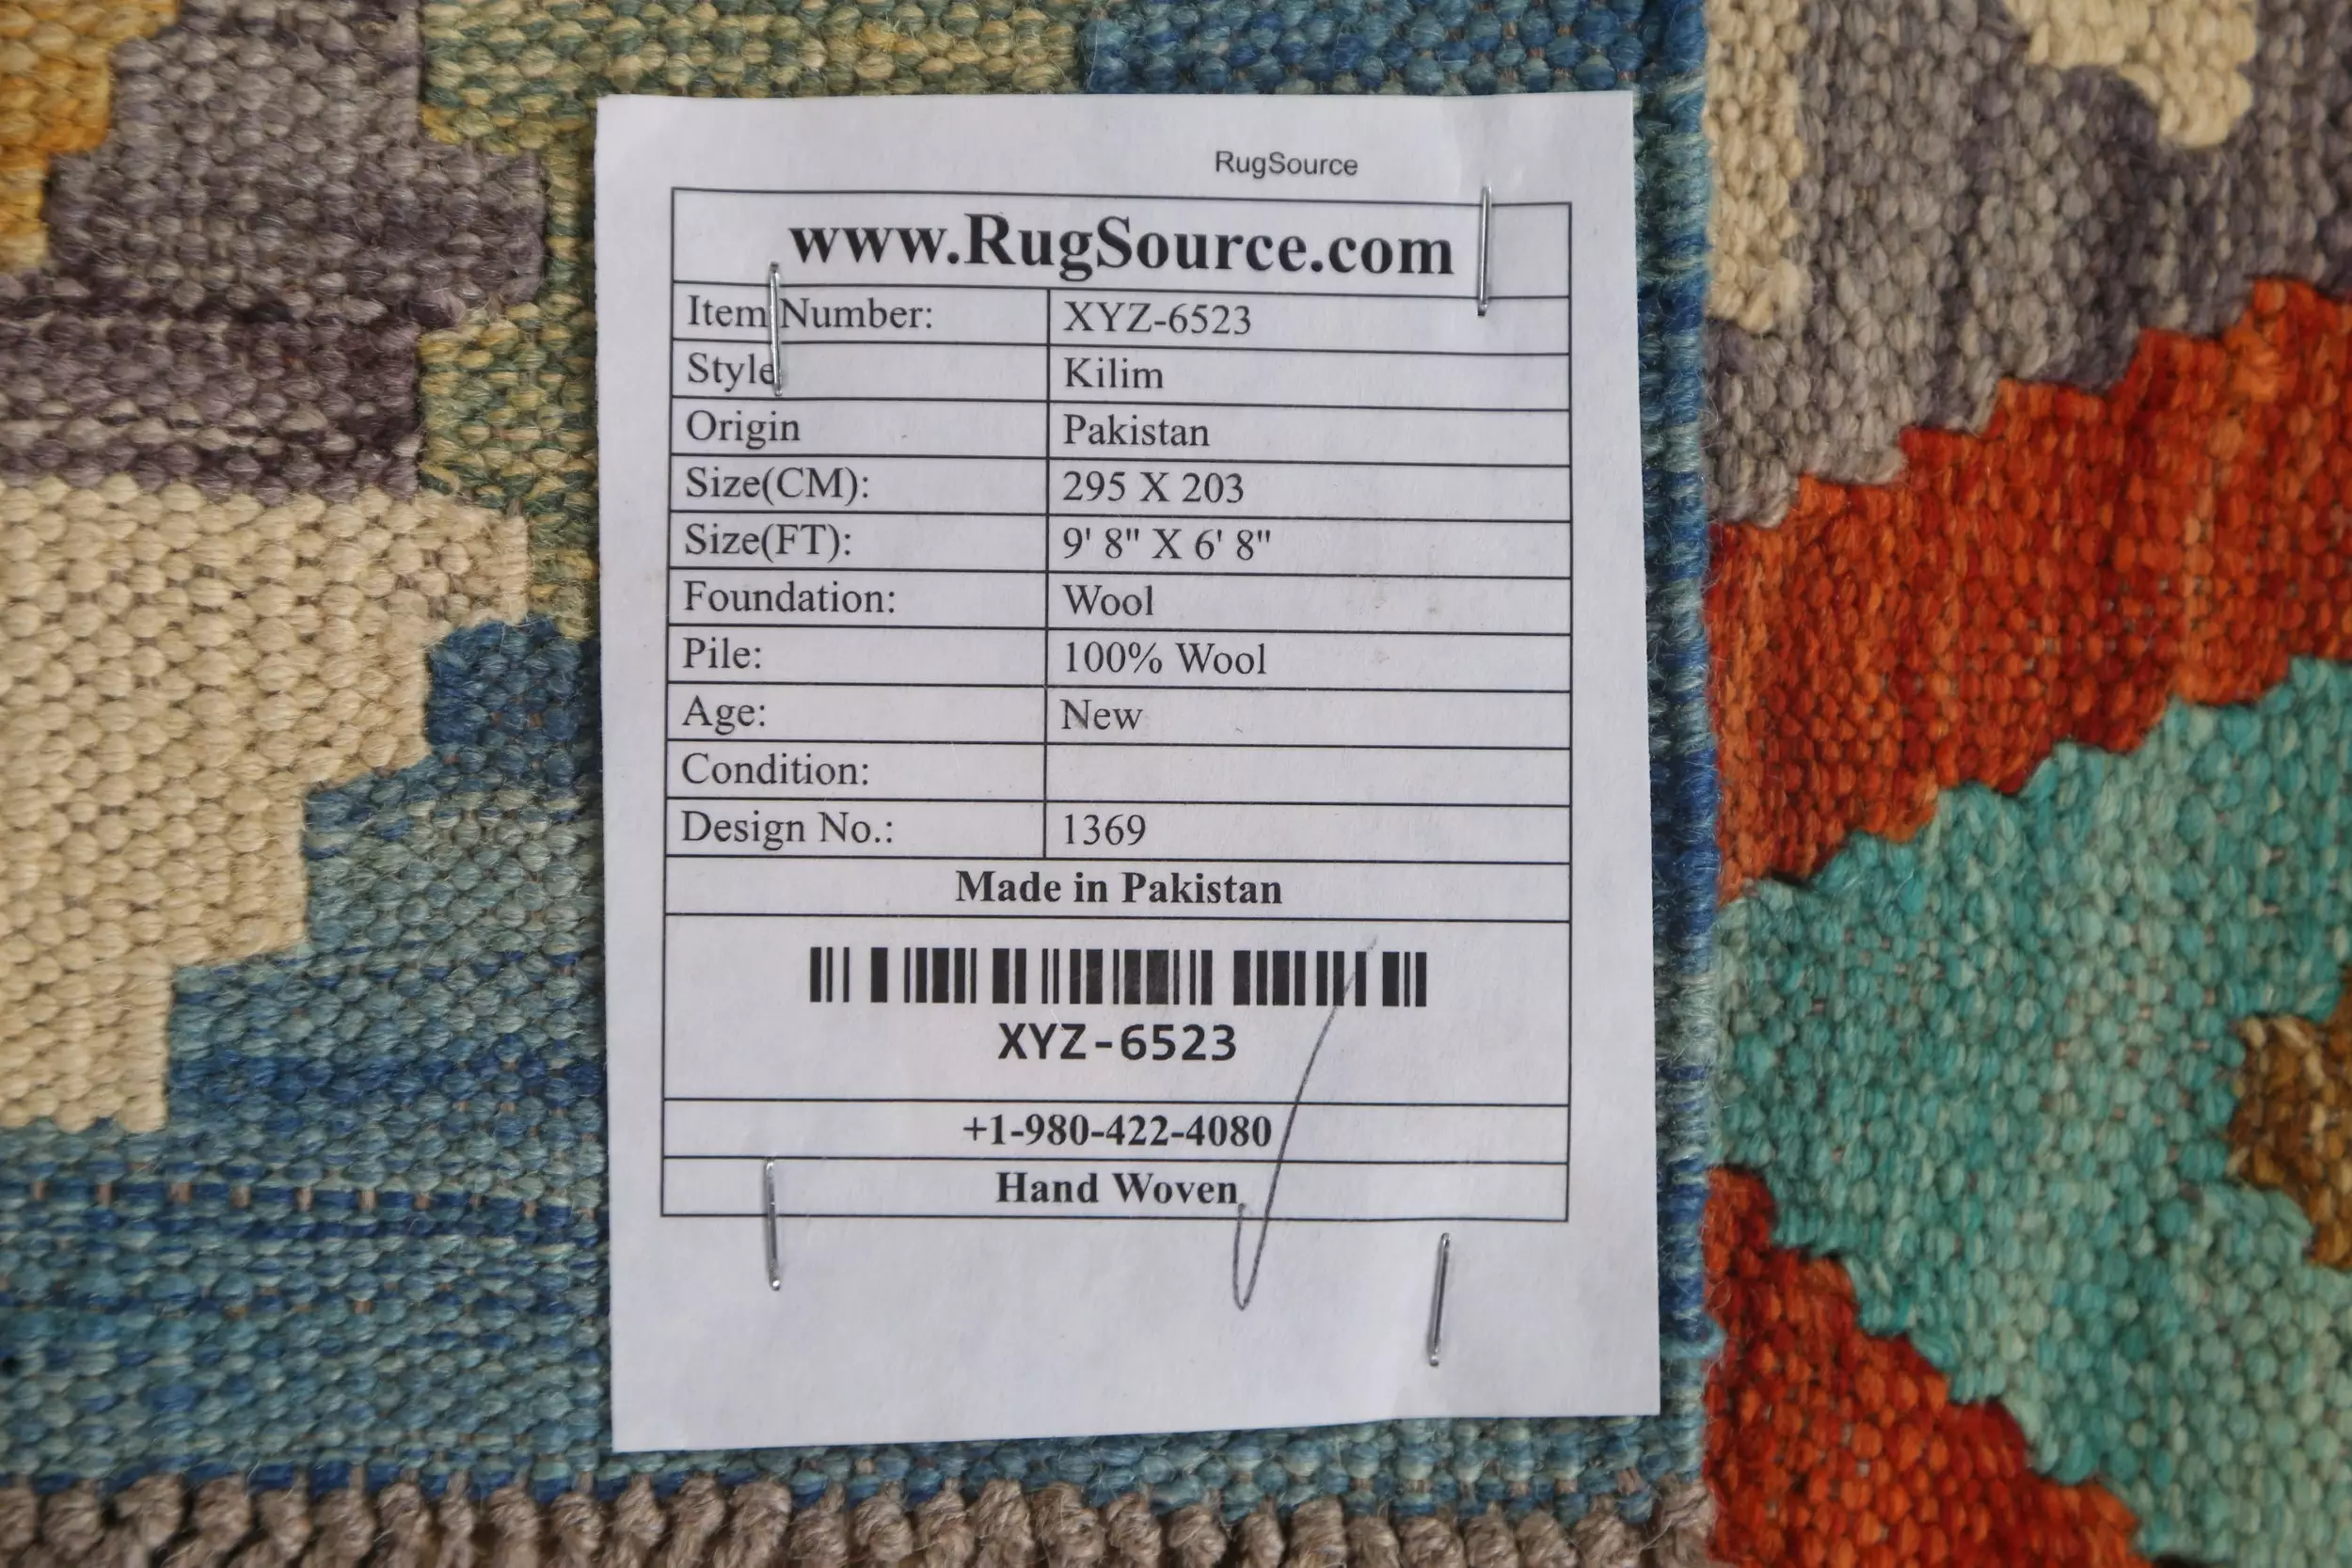 RugSource
www.RugSource.com
Item Number: XYZ-6523
Style Kilim
Origin Pakistan
Size(CM): 295 X 203
Size(FT): 9' 8" X 6' 8"
Foundation: Wool
Pile: 100% Wool
Age: New
Condition:
Design No.: 1369
Made in Pakistan
XYZ-6523
+1-980-422-4080
Hand Woven